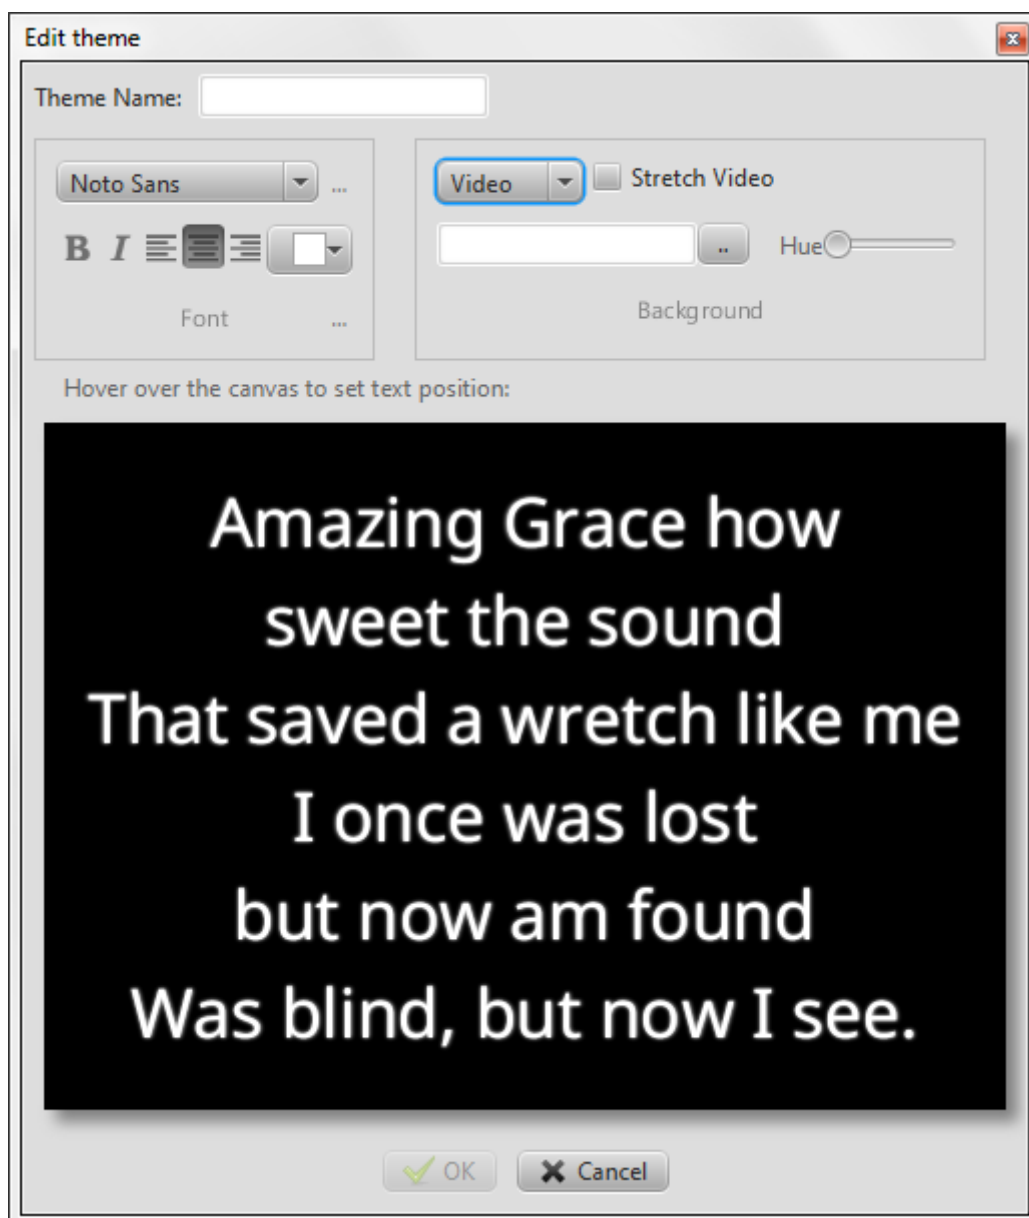 Edit theme
Theme Name:
Noto Sans
...
Video
Stretch Video
B I
..
Hue
Font
...
Background
Hover over the canvas to set text position:
Amazing Grace how
sweet the sound
That saved a wretch like me
I once was lost
but now am found
Was blind, but now I see.
OK
Cancel